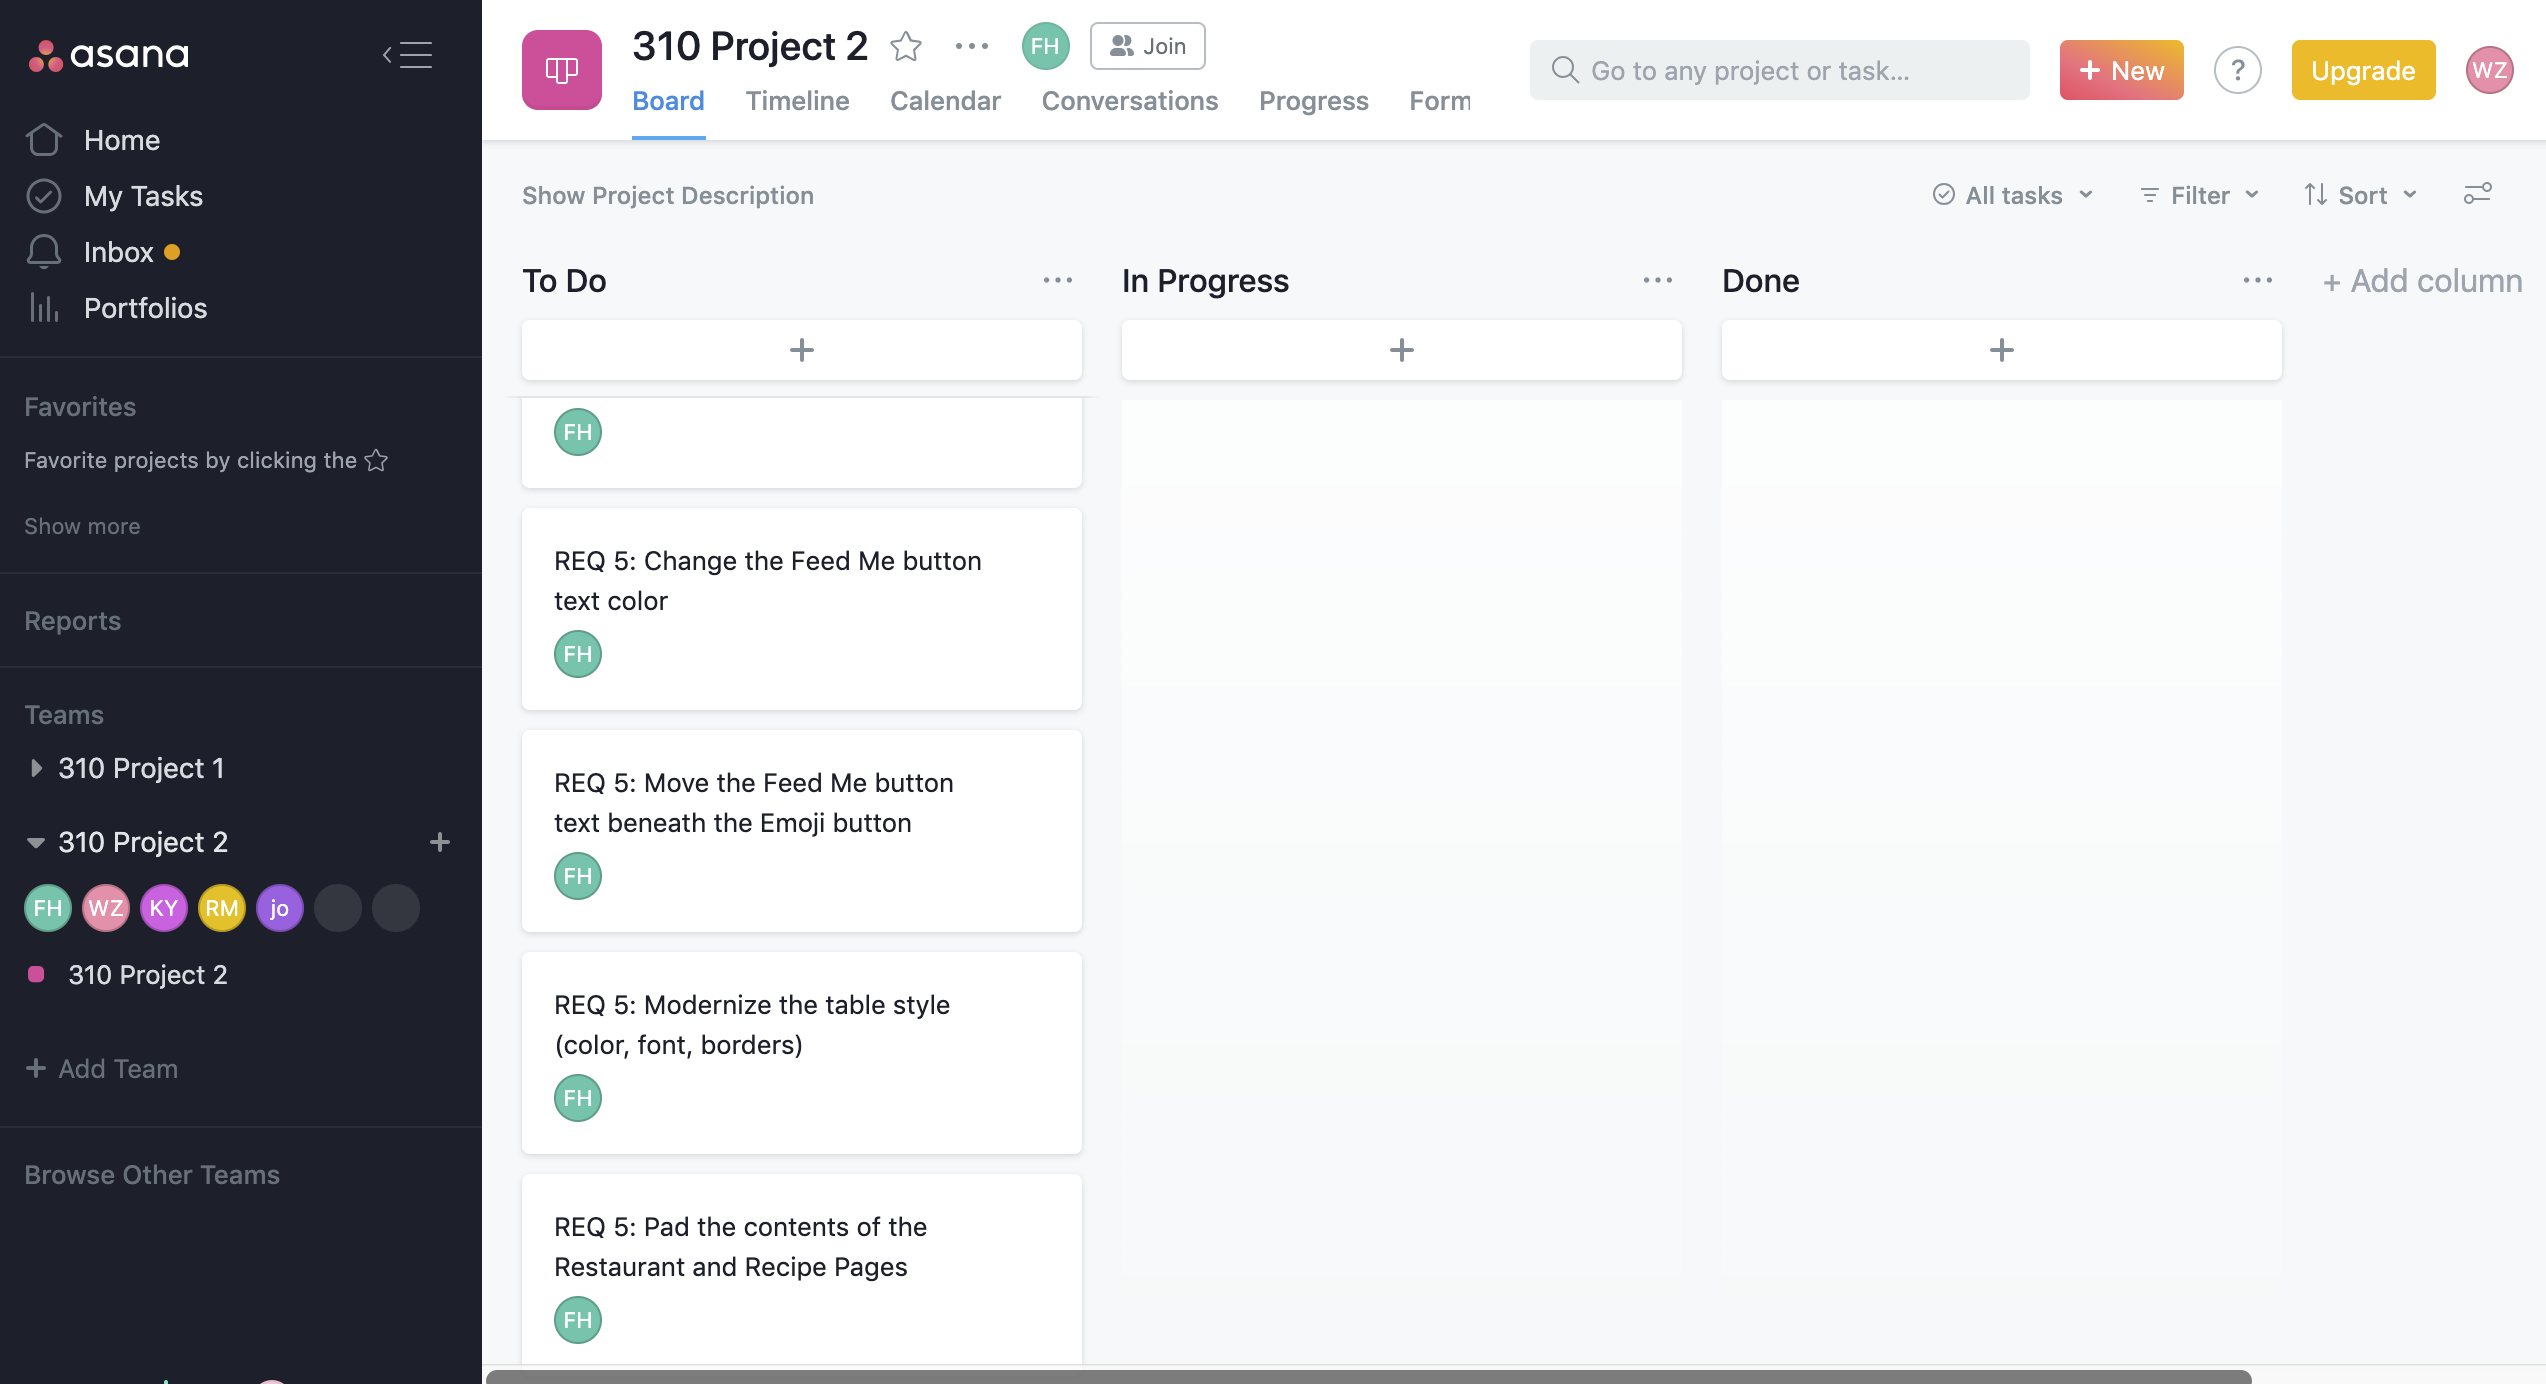 asana
Home
My Tasks
Inbox
Portfolios
Favorites
Favorite projects by clicking the
Show more
Reports
Teams
310 Project 1
310 Project 2
FH WZ KY RM jo
310 Project 2
+ Add Team
Browse Other Teams
310 Project 2
FH
Join
Board Timeline Calendar Conversations Progress Form
Go to any project or task...
+ New
?
Upgrade
WZ
Show Project Description
All tasks
Filter
Sort
To Do
In Progress
Done
+ Add column
FH
REQ 5: Change the Feed Me button
text color
FH
REQ 5: Move the Feed Me button
text beneath the Emoji button
FH
REQ 5: Modernize the table style
(color, font, borders)
FH
REQ 5: Pad the contents of the
Restaurant and Recipe Pages
FH